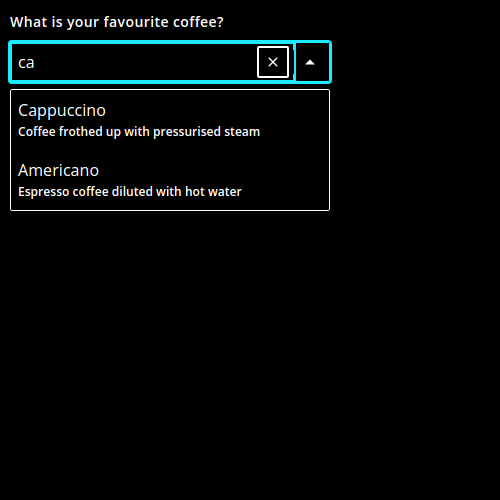 What is your favourite coffee?
ca
Cappuccino
Coffee frothed up with pressurised steam
Americano
Espresso coffee diluted with hot water